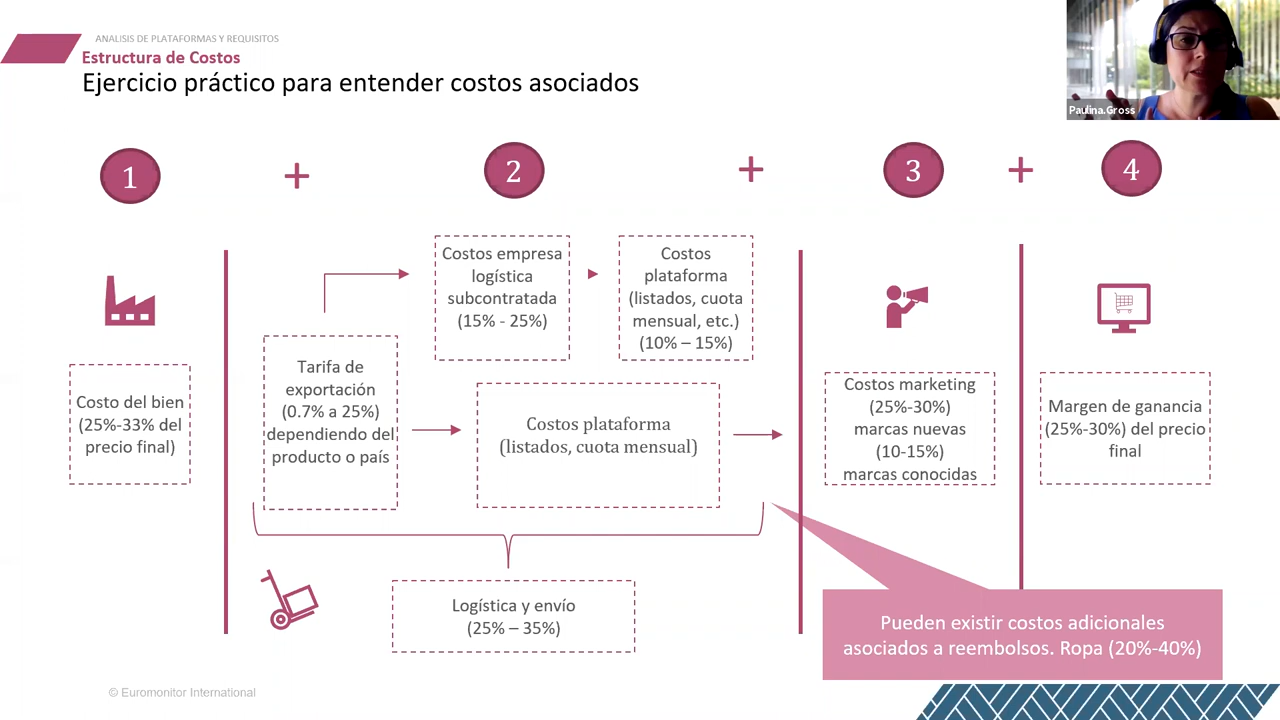 ANALISIS DE PLATAFORMAS Y REQUISITOS
Estructura de Costos
Ejercicio práctico para entender costos asociados
Paulina.Gross
1
+
2
+
3
+
4
Costo del bien
(25%-33% del
precio final)
Tarifa de
exportación
(0.7% a 25%)
dependiendo del
producto o país
Costos empresa
logística
subcontratada
(15% - 25%)
Costos
plataforma
(listados, cuota
mensual, etc.)
(10% – 15%)
Costos plataforma
(listados, cuota mensual)
Logística y envío
(25% – 35%)
Costos marketing
(25%-30%)
marcas nuevas
(10-15%)
marcas conocidas
Margen de ganancia
(25%-30%) del precio
final
Pueden existir costos adicionales
asociados a reembolsos. Ropa (20%-40%)
© Euromonitor International